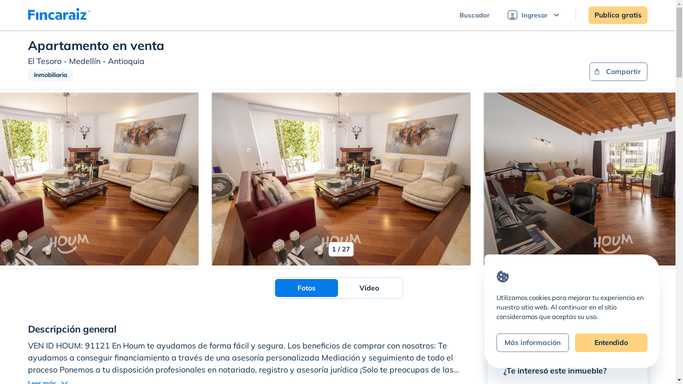 Fincaraiz
Buscador
Ingresar
Publica gratis
Apartamento en venta
El Tesoro - Medellín - Antioquia
Inmobiliaria
Compartir
HOUM
HOUM
HOUM
1 / 27
Fotos
Video
Descripción general
VEN ID HOUM: 91121 En Houm te ayudamos de forma fácil y segura. Los beneficios de comprar con nosotros: Te
ayudamos a conseguir financiamiento a través de una asesoría personalizada Mediación y seguimiento de todo el
proceso Ponemos a tu disposición profesionales en notariado, registro y asesoría jurídica ¡Solo te preocupas de las...
Leer más
Utilizamos cookies para mejorar tu experiencia en
nuestro sitio web. Al continuar en el sitio
consideramos que aceptas su uso.
Más información
Entendido
¿Te interesó este inmueble?